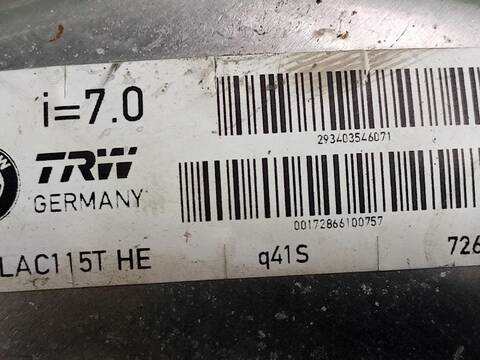 i=7.0
293403546071
TRW
GERMANY
00172866100757
LAC115T HE
q41S
726